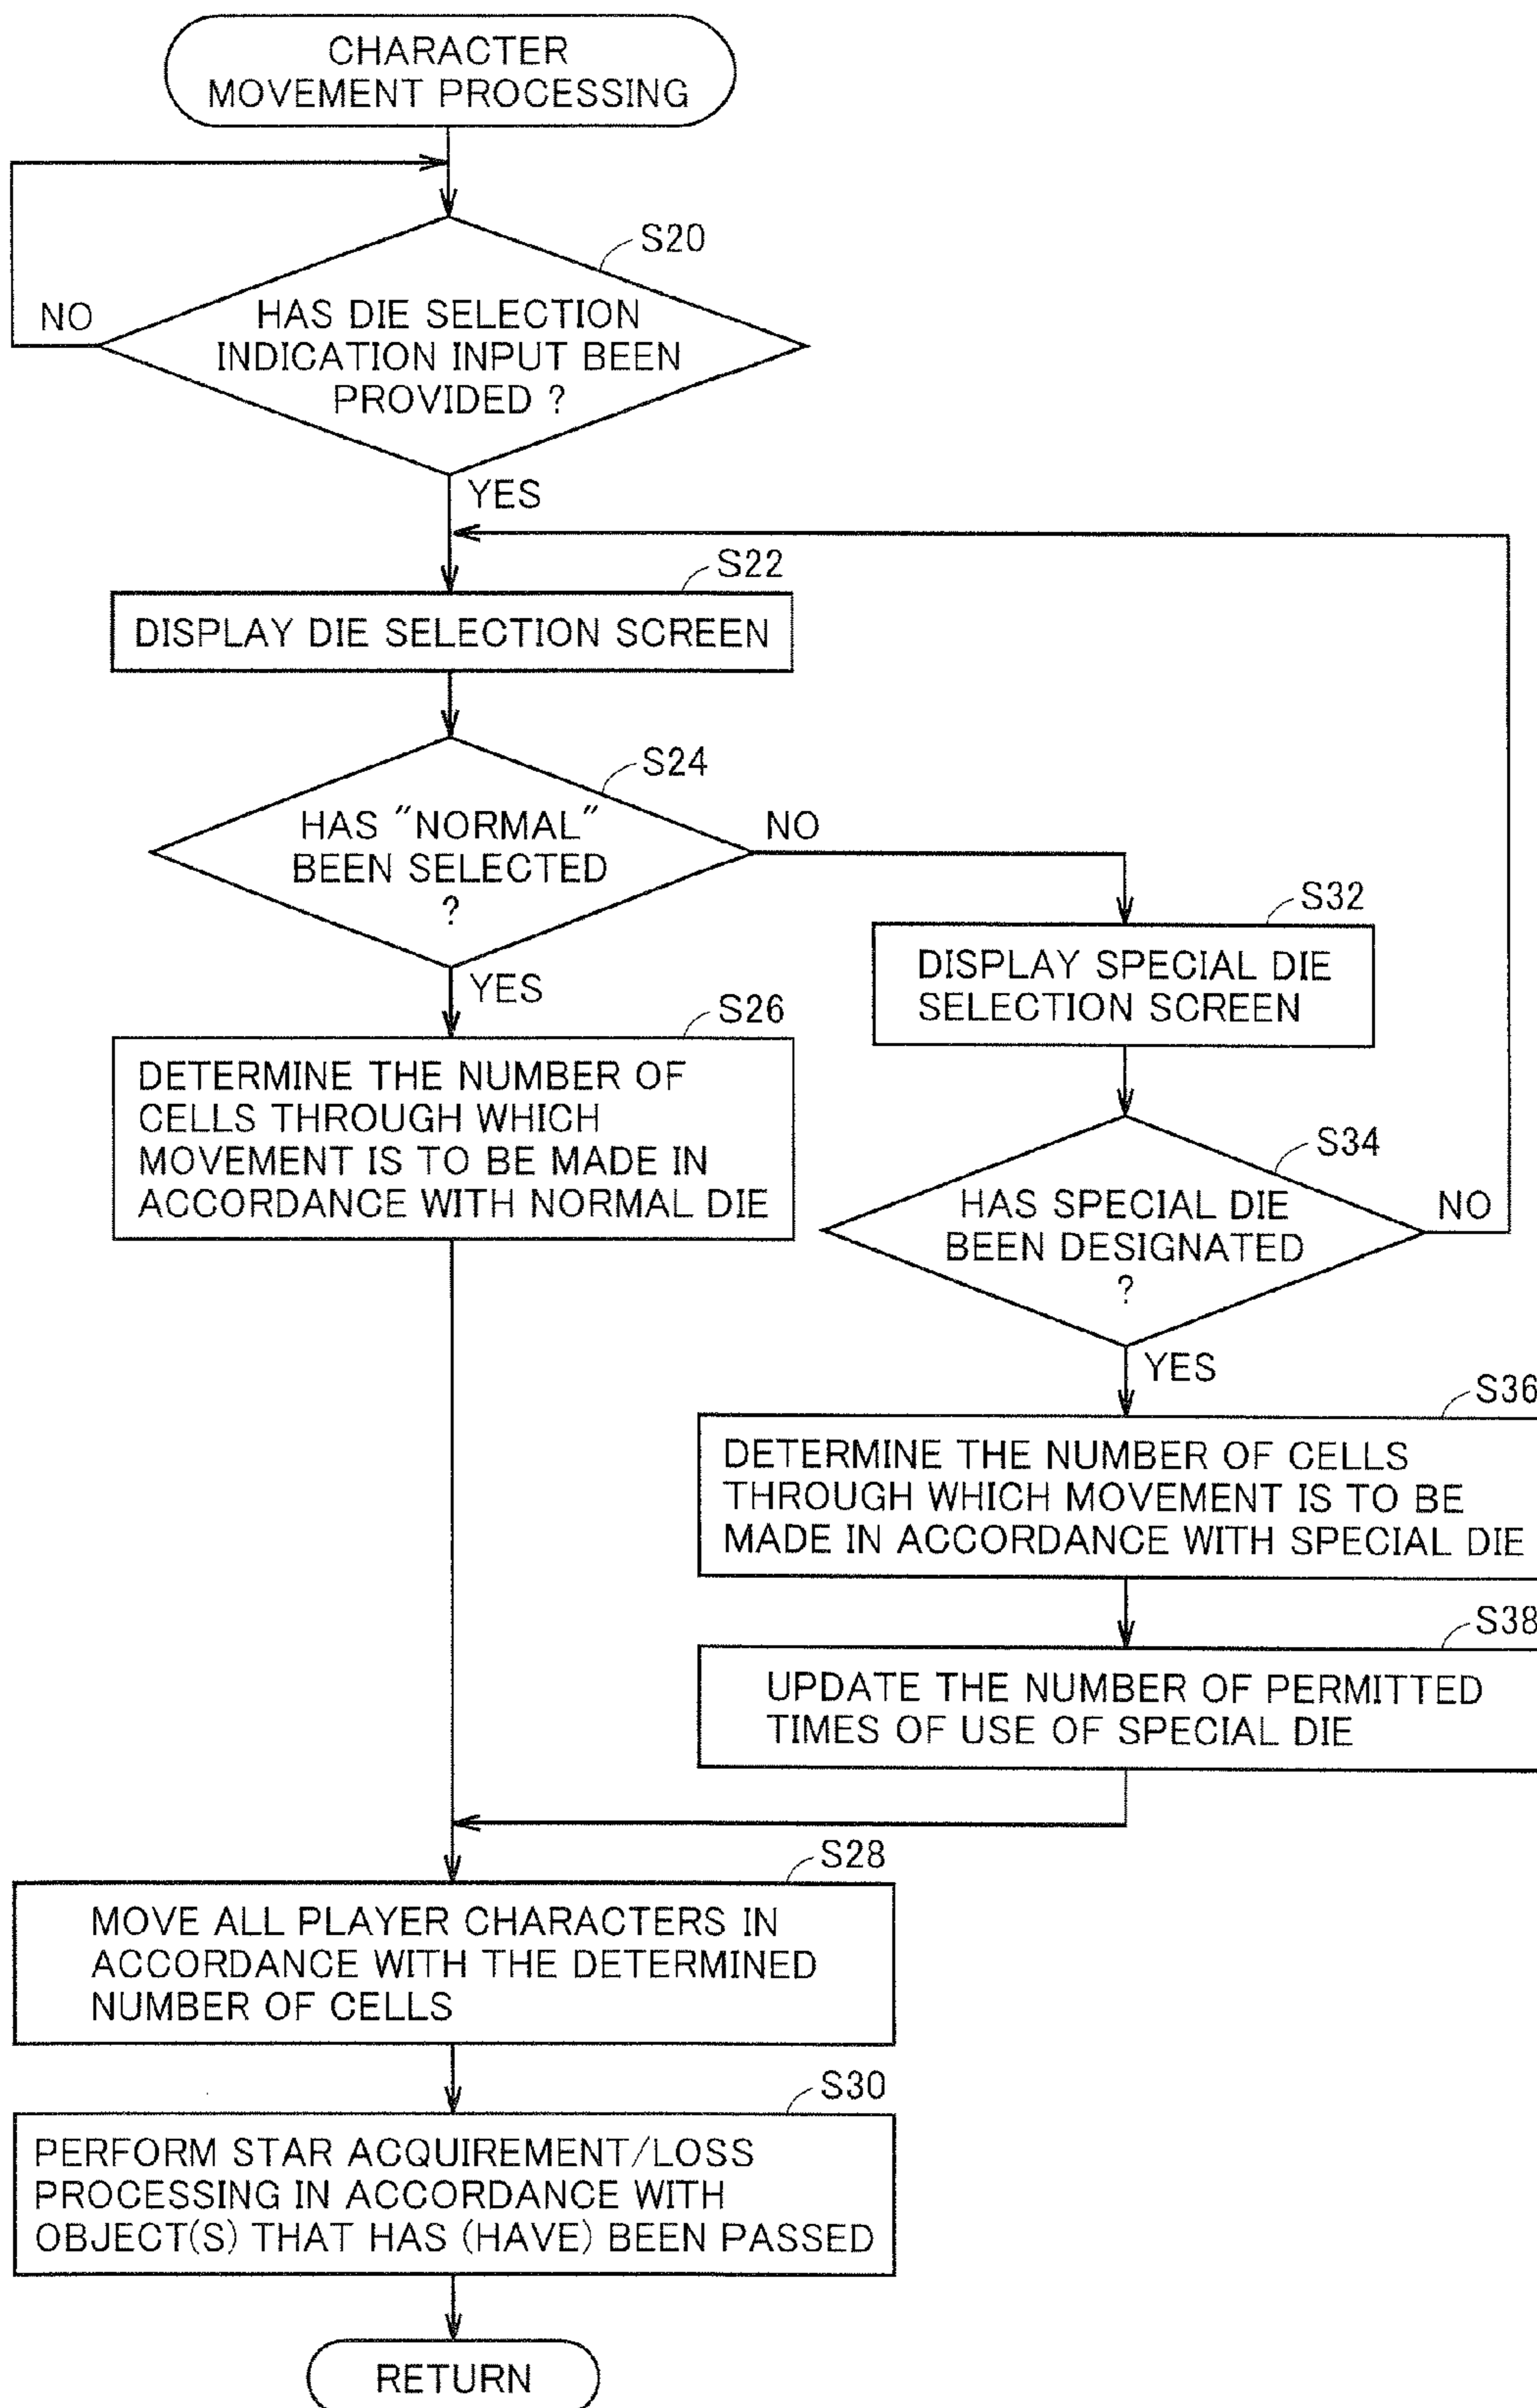 CHARACTER
MOVEMENT PROCESSING
S20
NO
HAS DIE SELECTION
INDICATION INPUT BEEN
PROVIDED ?
YES
S22
DISPLAY DIE SELECTION SCREEN
S24
HAS "NORMAL"
BEEN SELECTED
?
NO
YES
S32
DISPLAY SPECIAL DIE
SELECTION SCREEN
S26
DETERMINE THE NUMBER OF
CELLS THROUGH WHICH
MOVEMENT IS TO BE MADE IN
ACCORDANCE WITH NORMAL DIE
S34
HAS SPECIAL DIE
BEEN DESIGNATED
?
NO
YES
S36
DETERMINE THE NUMBER OF CELLS
THROUGH WHICH MOVEMENT IS TO BE
MADE IN ACCORDANCE WITH SPECIAL DIE
S38
UPDATE THE NUMBER OF PERMITTED
TIMES OF USE OF SPECIAL DIE
S28
MOVE ALL PLAYER CHARACTERS IN
ACCORDANCE WITH THE DETERMINED
NUMBER OF CELLS
S30
PERFORM STAR ACQUIREMENT/LOSS
PROCESSING IN ACCORDANCE WITH
OBJECT(S) THAT HAS (HAVE) BEEN PASSED
RETURN